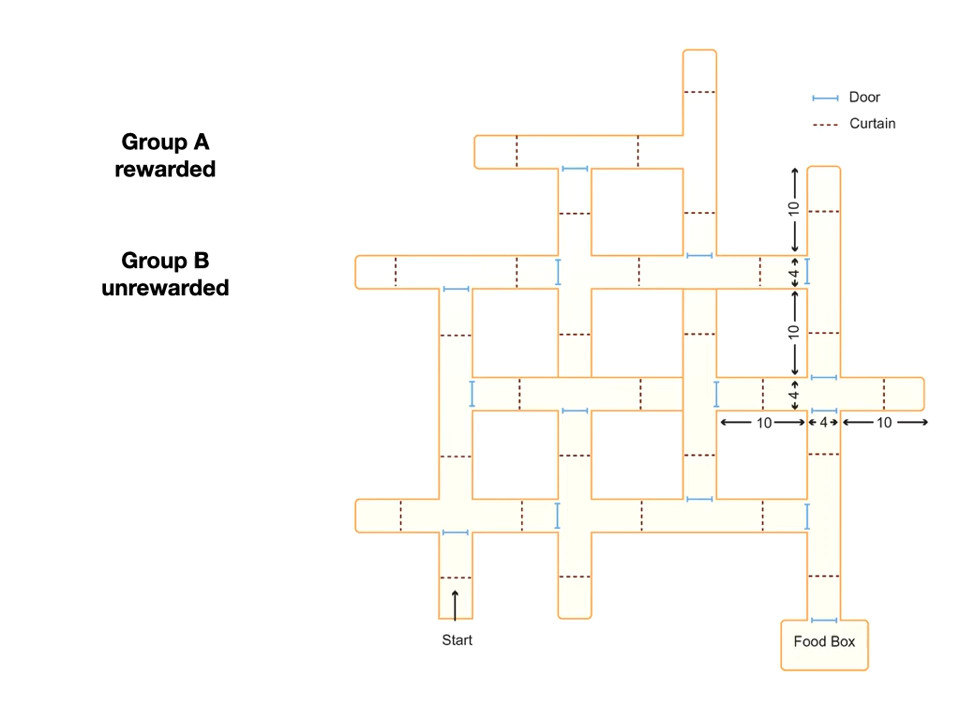 Door
Curtain
Group A
rewarded
10
Group B
unrewarded
4
10
4
10
4
10
Start
Food Box